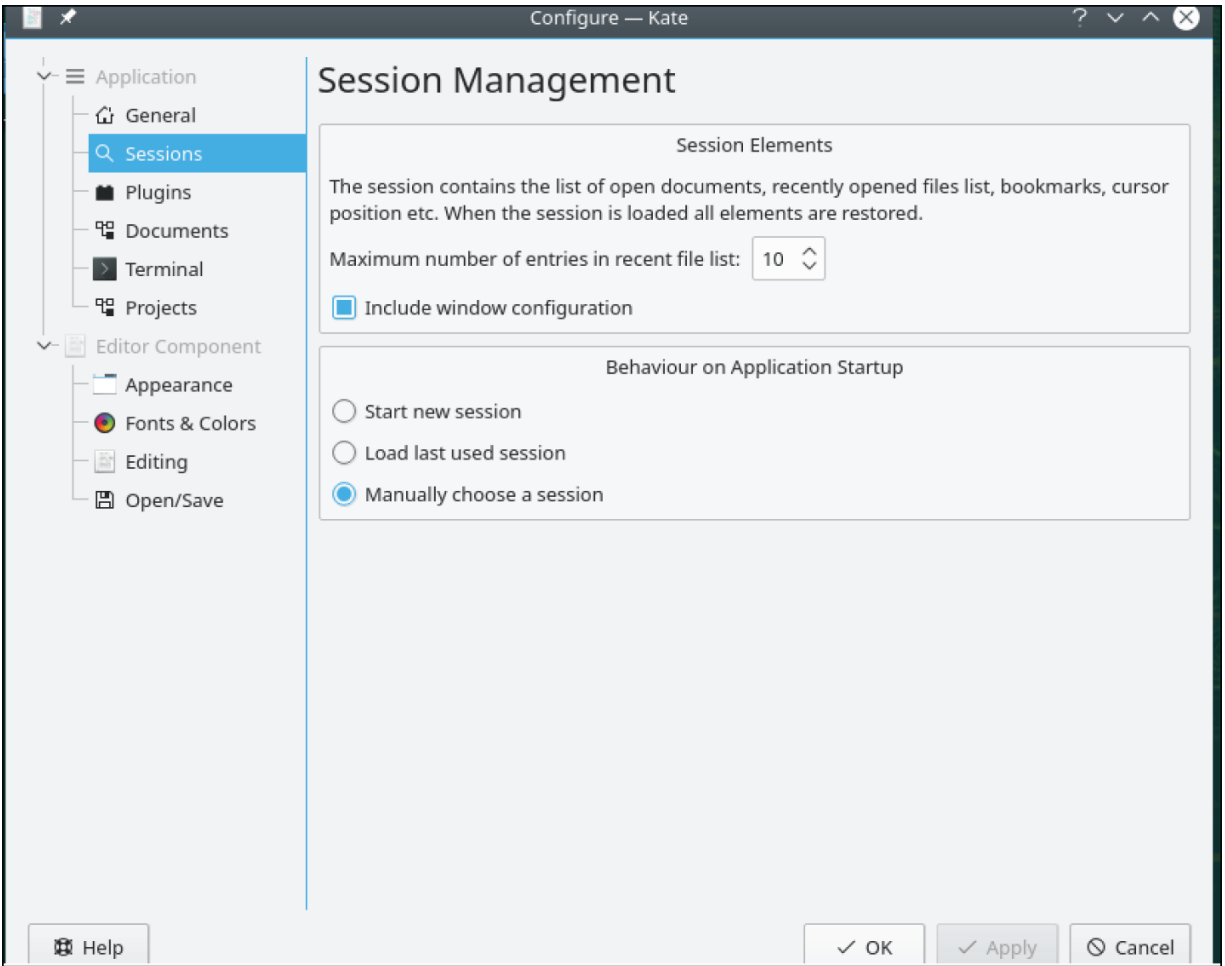 Configure — Kate
Application
General
Sessions
Plugins
Documents
Terminal
Projects
Editor Component
Appearance
Fonts & Colors
Editing
Open/Save
Session Management
Session Elements
The session contains the list of open documents, recently opened files list, bookmarks, cursor
position etc. When the session is loaded all elements are restored.
Maximum number of entries in recent file list: 10
Include window configuration
Behaviour on Application Startup
Start new session
Load last used session
Manually choose a session
Help
OK
Apply
Cancel